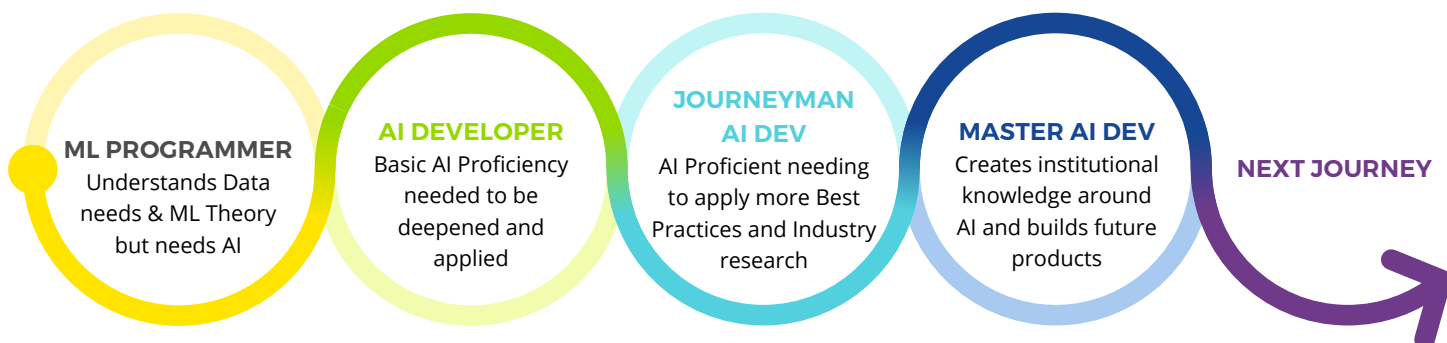 ML PROGRAMMER
Understands Data
needs & ML Theory
but needs AI
AI DEVELOPER
Basic AI Proficiency
needed to be
deepened and
applied
JOURNEYMAN
AI DEV
AI Proficient needing
to apply more Best
Practices and Industry
research
MASTER AI DEV
Creates institutional
knowledge around
AI and builds future
products
NEXT JOURNEY